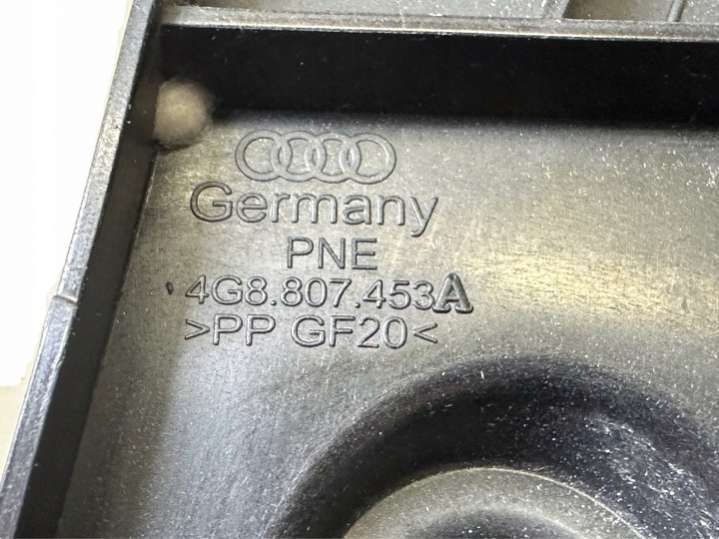 Germany
PNE
4G8.807.453A
>PP GF20<